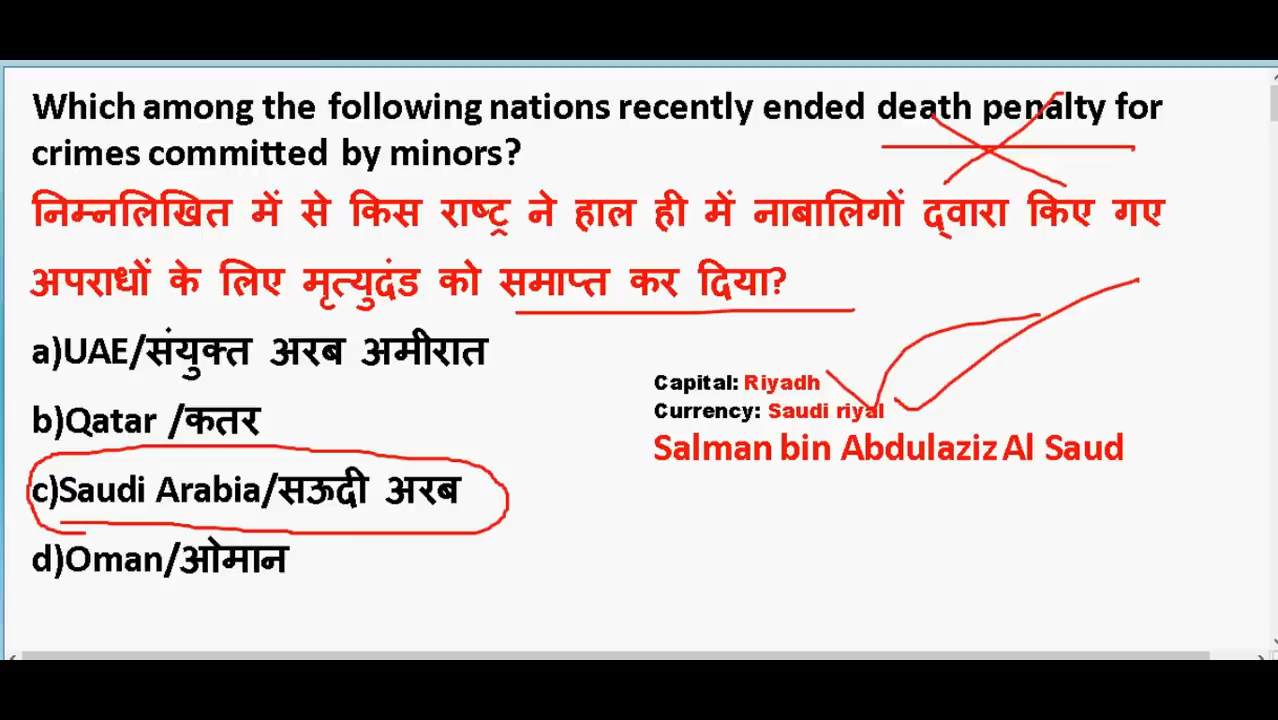 Which among the following nations recently ended death penalty for
crimes committed by minors?
निम्नलिखित में से किस राष्ट्र ने हाल ही में नाबालिगों द्वारा किए गए
अपराधों के लिए मृत्युदंड को समाप्त कर दिया?
a)UAE/संयुक्त अरब अमीरात
b)Qatar /कतर
c)Saudi Arabia/सऊदी अरब
d)Oman/ओमान
Capital: Riyadh
Currency: Saudi riyal
Salman bin Abdulaziz Al Saud